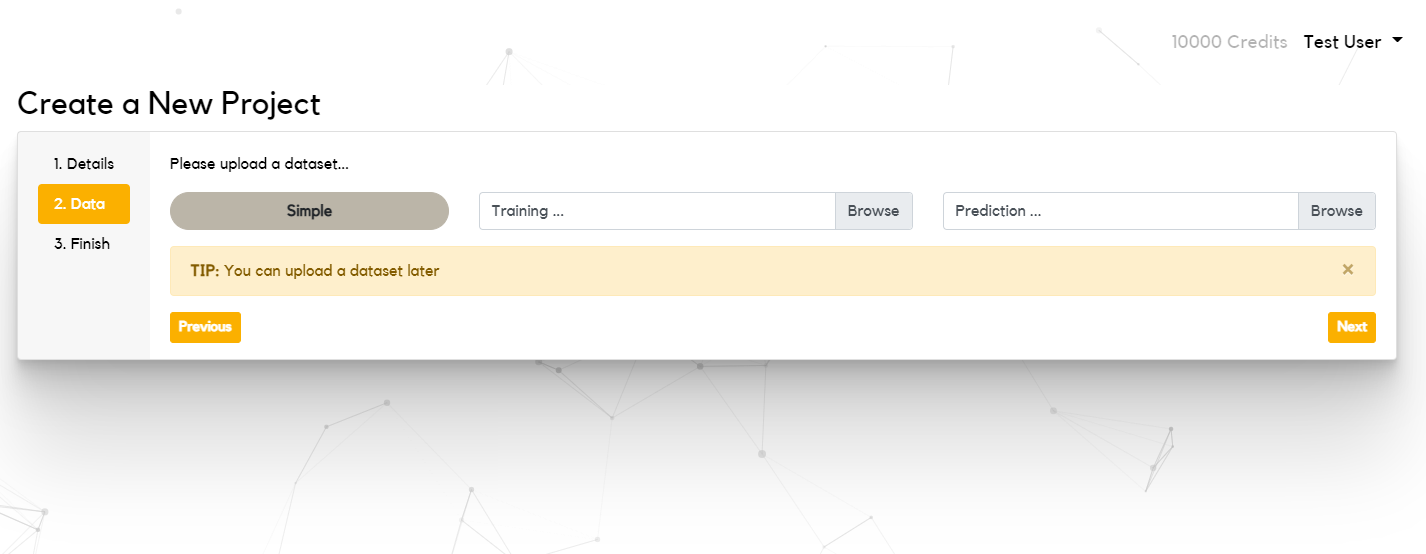 10000 Credits Test User
Create a New Project
1. Details
2. Data
3. Finish
Please upload a dataset...
Simple
Training ... Browse
Prediction ... Browse
TIP: You can upload a dataset later ×
Previous
Next